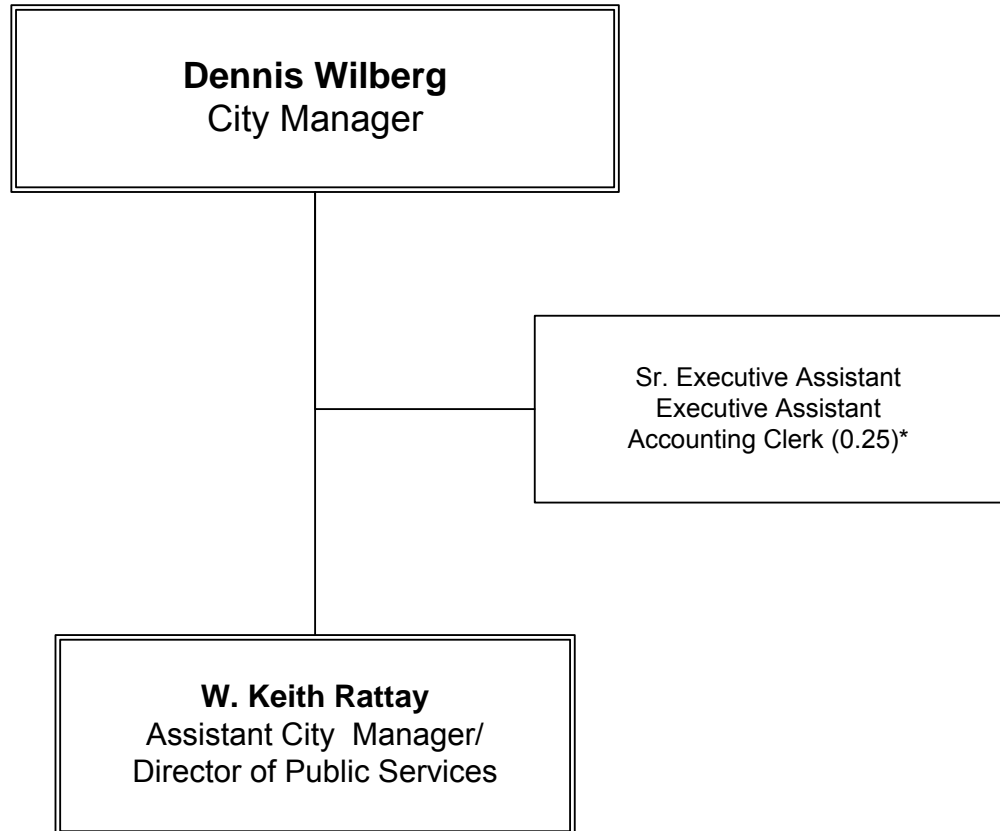 Dennis Wilberg
City Manager
Sr. Executive Assistant
Executive Assistant
Accounting Clerk (0.25)*
W. Keith Rattay
Assistant City  Manager/
Director of Public Services